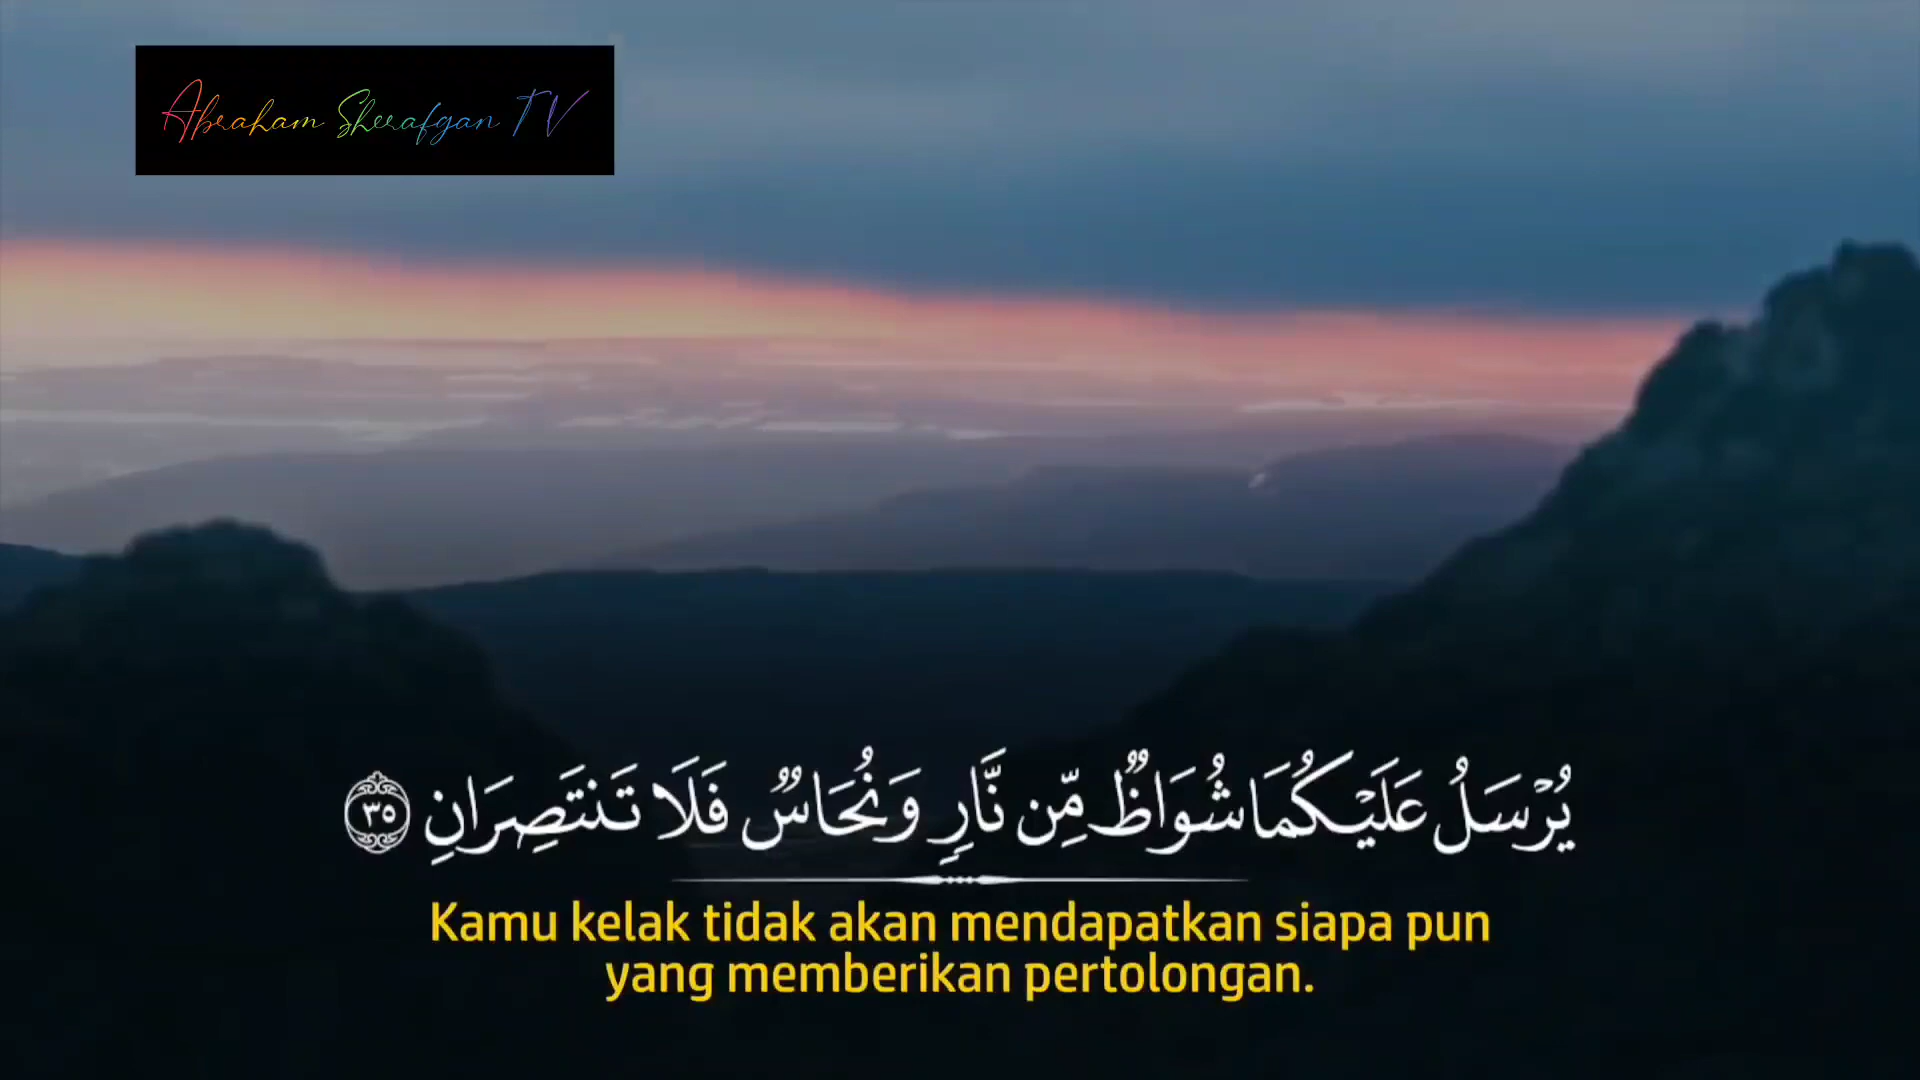 Abraham Sherafgan TV
يُرْسَلُ عَلَيْكُمَا شُوَاظٌ مِّن نَّارٍ وَنُحَاسٌ فَلَا تَنتَصِرَانِ ٣٥
Kamu kelak tidak akan mendapatkan siapa pun
yang memberikan pertolongan.